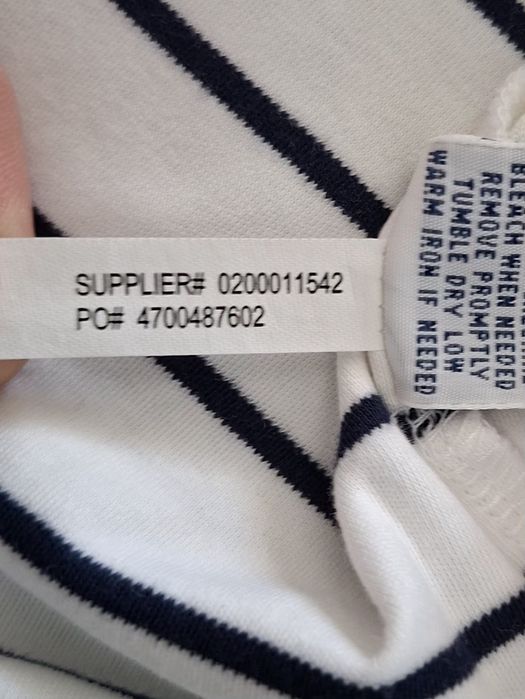 SUPPLIER# 0200011542
PO# 4700487602
BLEACH WHEN NEEDED
REMOVE PROMPTLY
TUMBLE DRY LOW
WARM IRON IF NEEDED